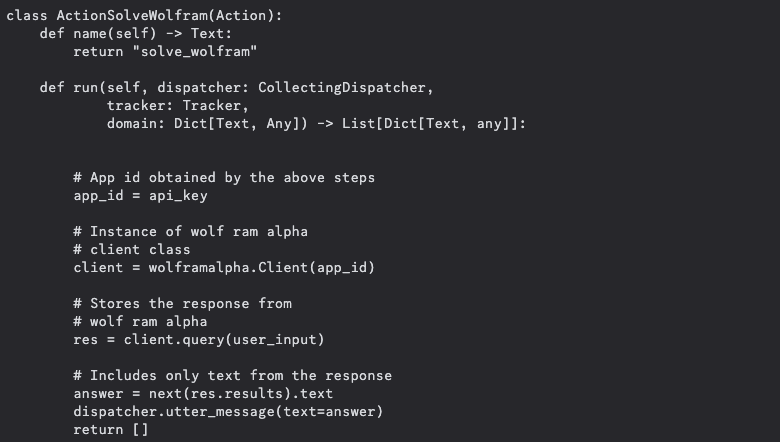 class ActionSolveWolfram(Action):
    def name(self) -> Text:
        return "solve_wolfram"

    def run(self, dispatcher: CollectingDispatcher,
            tracker: Tracker,
            domain: Dict[Text, Any]) -> List[Dict[Text, any]]:


        # App id obtained by the above steps
        app_id = api_key

        # Instance of wolf ram alpha
        # client class
        client = wolframalpha.Client(app_id)

        # Stores the response from
        # wolf ram alpha
        res = client.query(user_input)

        # Includes only text from the response
        answer = next(res.results).text
        dispatcher.utter_message(text=answer)
        return []